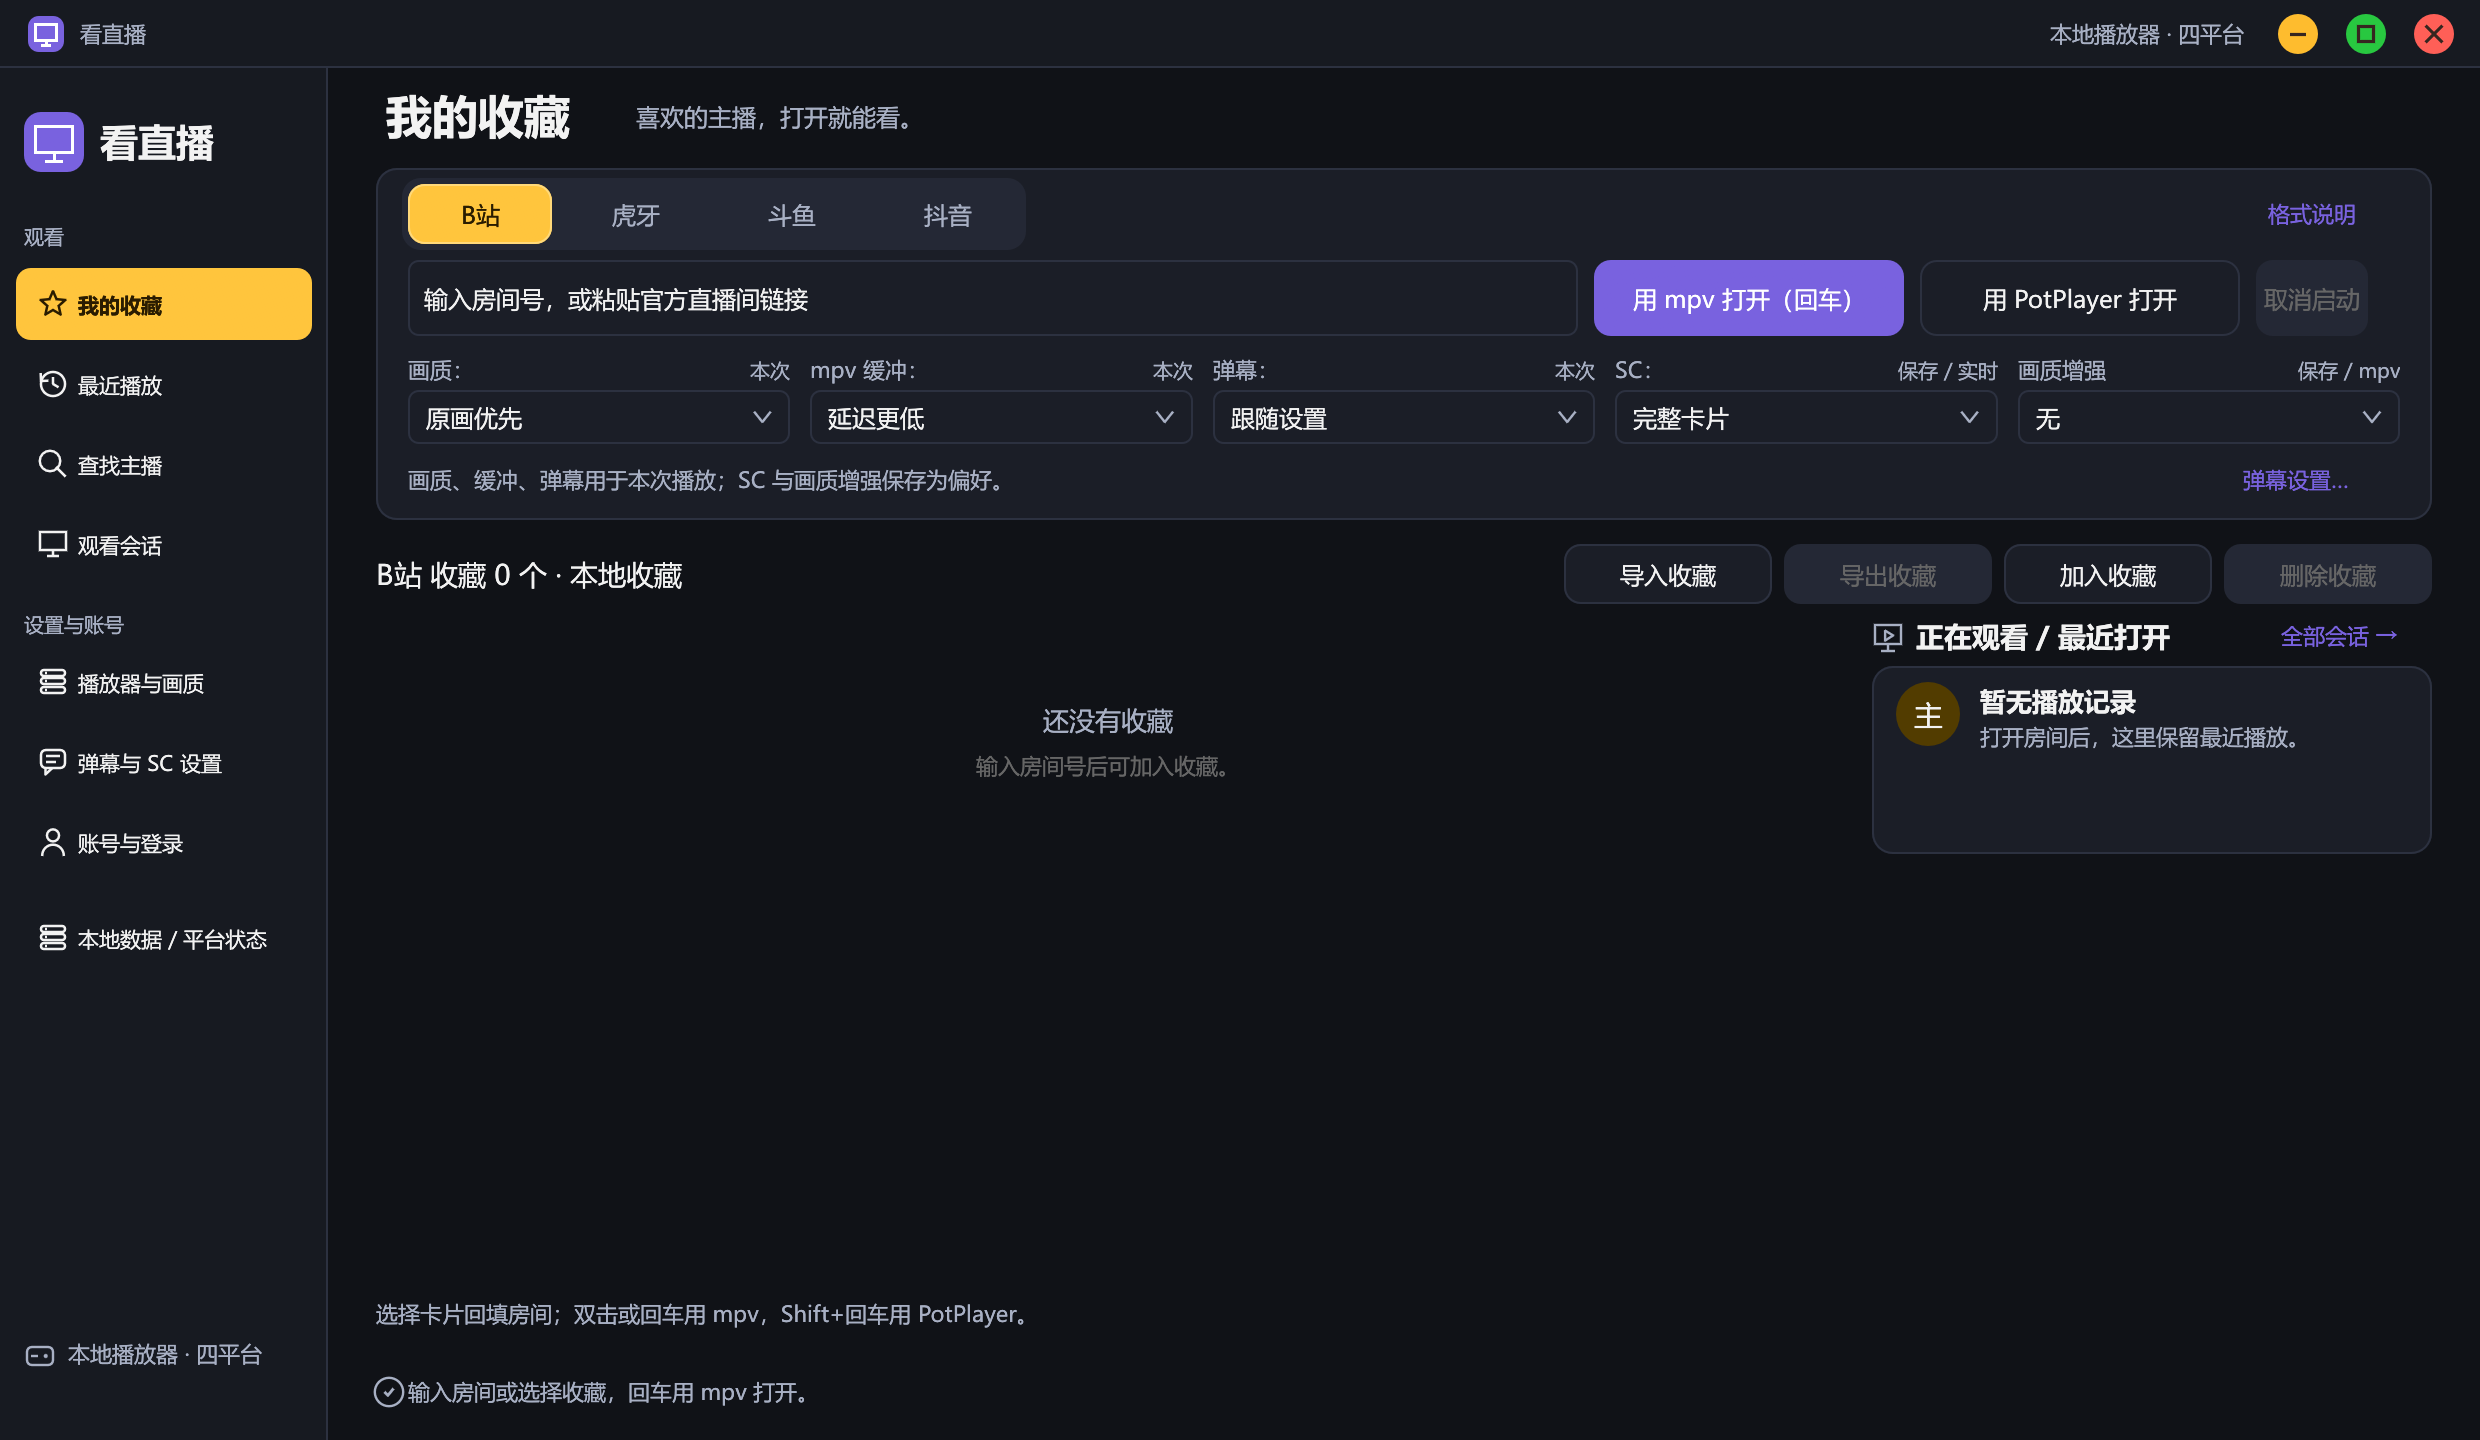 看直播
本地播放器 · 四平台
看直播
观看
我的收藏
最近播放
查找主播
观看会话
设置与账号
播放器与画质
弹幕与 SC 设置
账号与登录
本地数据 / 平台状态
本地播放器 · 四平台
我的收藏
喜欢的主播，打开就能看。
B站 虎牙 斗鱼 抖音
格式说明
输入房间号，或粘贴官方直播间链接
用 mpv 打开（回车）
用 PotPlayer 打开
取消启动
画质： 本次 mpv 缓冲： 本次 弹幕： 本次 SC： 保存 / 实时 画质增强 保存 / mpv
原画优先 延迟更低 跟随设置 完整卡片 无
画质、缓冲、弹幕用于本次播放；SC 与画质增强保存为偏好。
弹幕设置...
B站 收藏 0 个 · 本地收藏
导入收藏 导出收藏 加入收藏 删除收藏
还没有收藏
输入房间号后可加入收藏。
正在观看 / 最近打开
全部会话 →
主
暂无播放记录
打开房间后，这里保留最近播放。
选择卡片回填房间；双击或回车用 mpv，Shift+回车用 PotPlayer。
输入房间或选择收藏，回车用 mpv 打开。